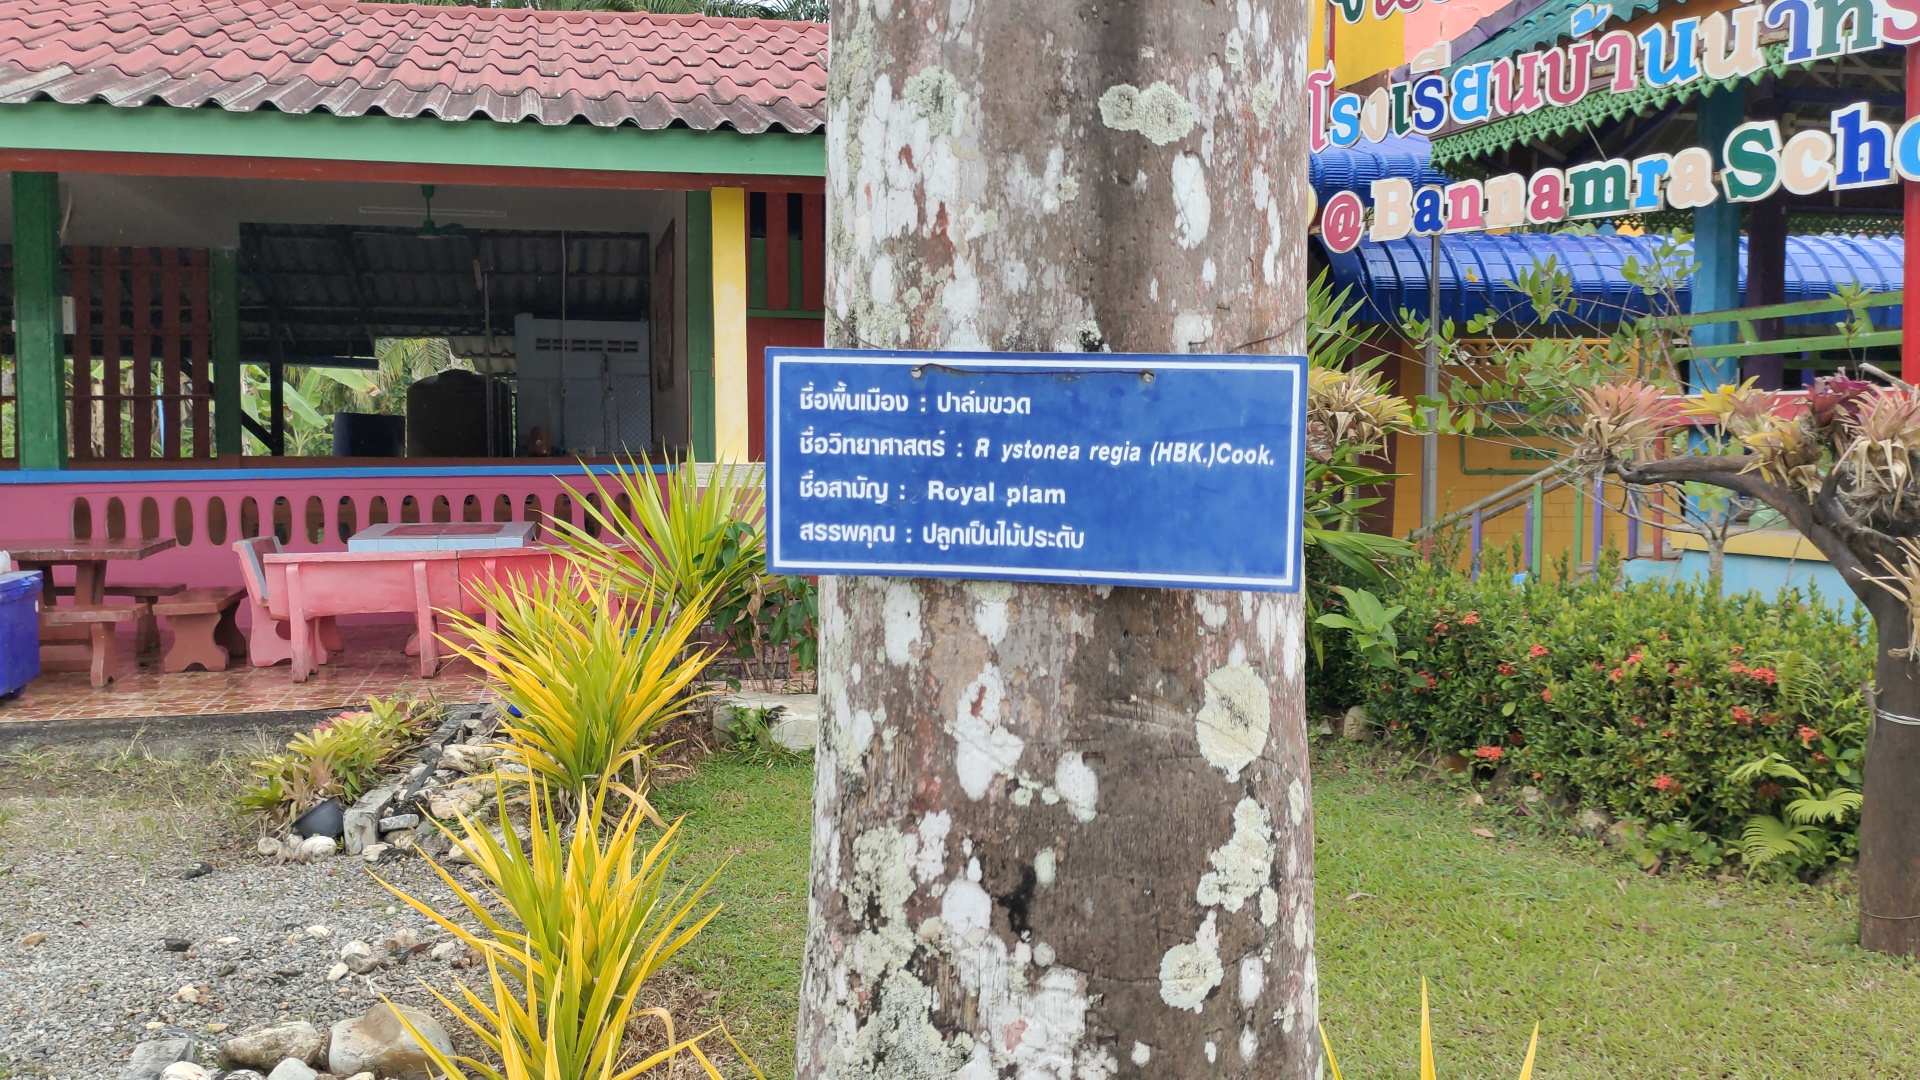 ชื่อพื้นเมือง : ปาล์มขวด
ชื่อวิทยาศาสตร์ : R ystonea regia (HBK.)Cook.
ชื่อสามัญ : Royal plam
สรรพคุณ : ปลูกเป็นไม้ประดับ
โรงเรียนบ้านน้ำ
@Bannamra